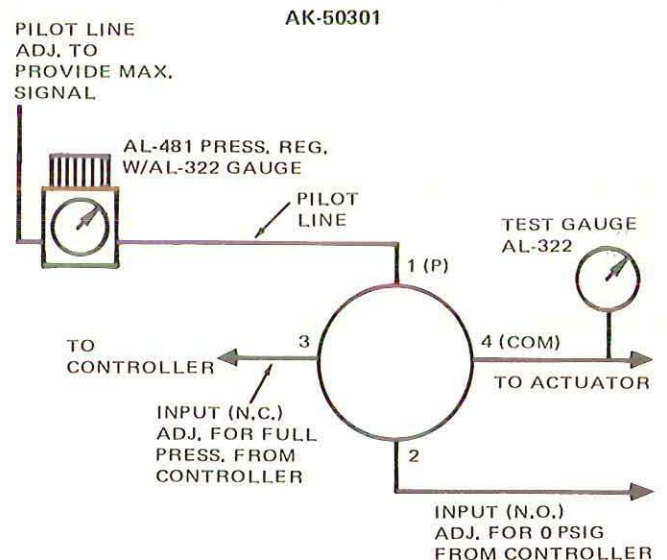 AK-50301
PILOT LINE
ADJ. TO
PROVIDE MAX.
SIGNAL
AL-481 PRESS. REG.
W/AL-322 GAUGE
PILOT
LINE
TEST GAUGE
AL-322
1 (P)
3
4 (COM)
TO
CONTROLLER
TO ACTUATOR
INPUT (N.C.)
ADJ. FOR FULL
PRESS. FROM
CONTROLLER
2
INPUT (N.O.)
ADJ. FOR 0 PSIG
FROM CONTROLLER